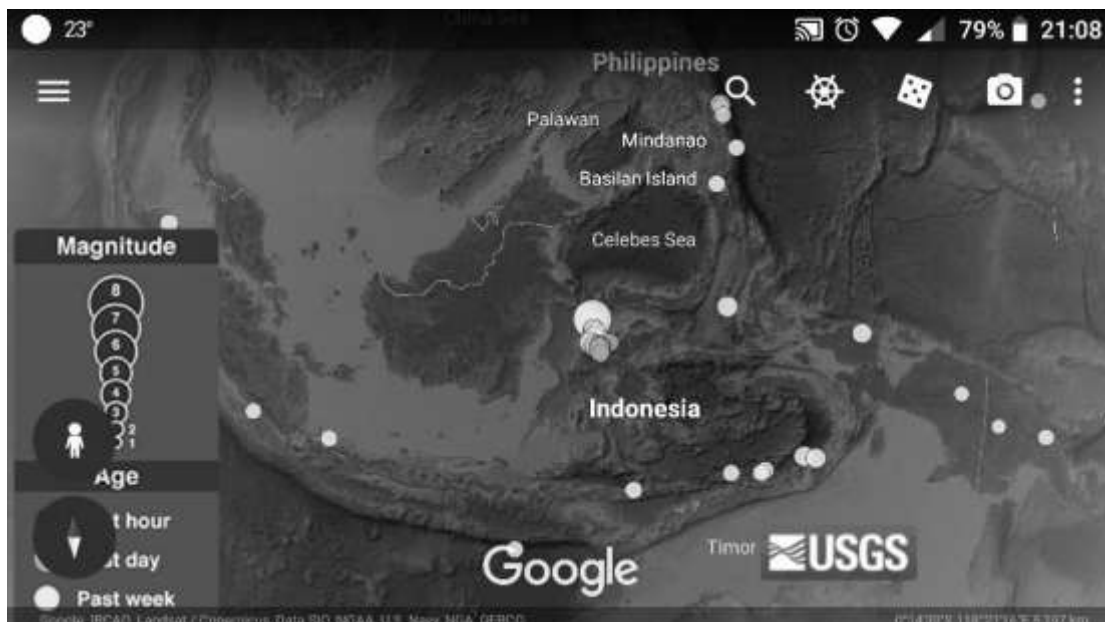 23°
79%
21:08
Philippines
Palawan
Mindanao
Basilan Island
Celebes Sea
Indonesia
Timor
USGS
Google
Magnitude
8
7
6
5
4
3
2
1
Age
t hour
t day
Past week